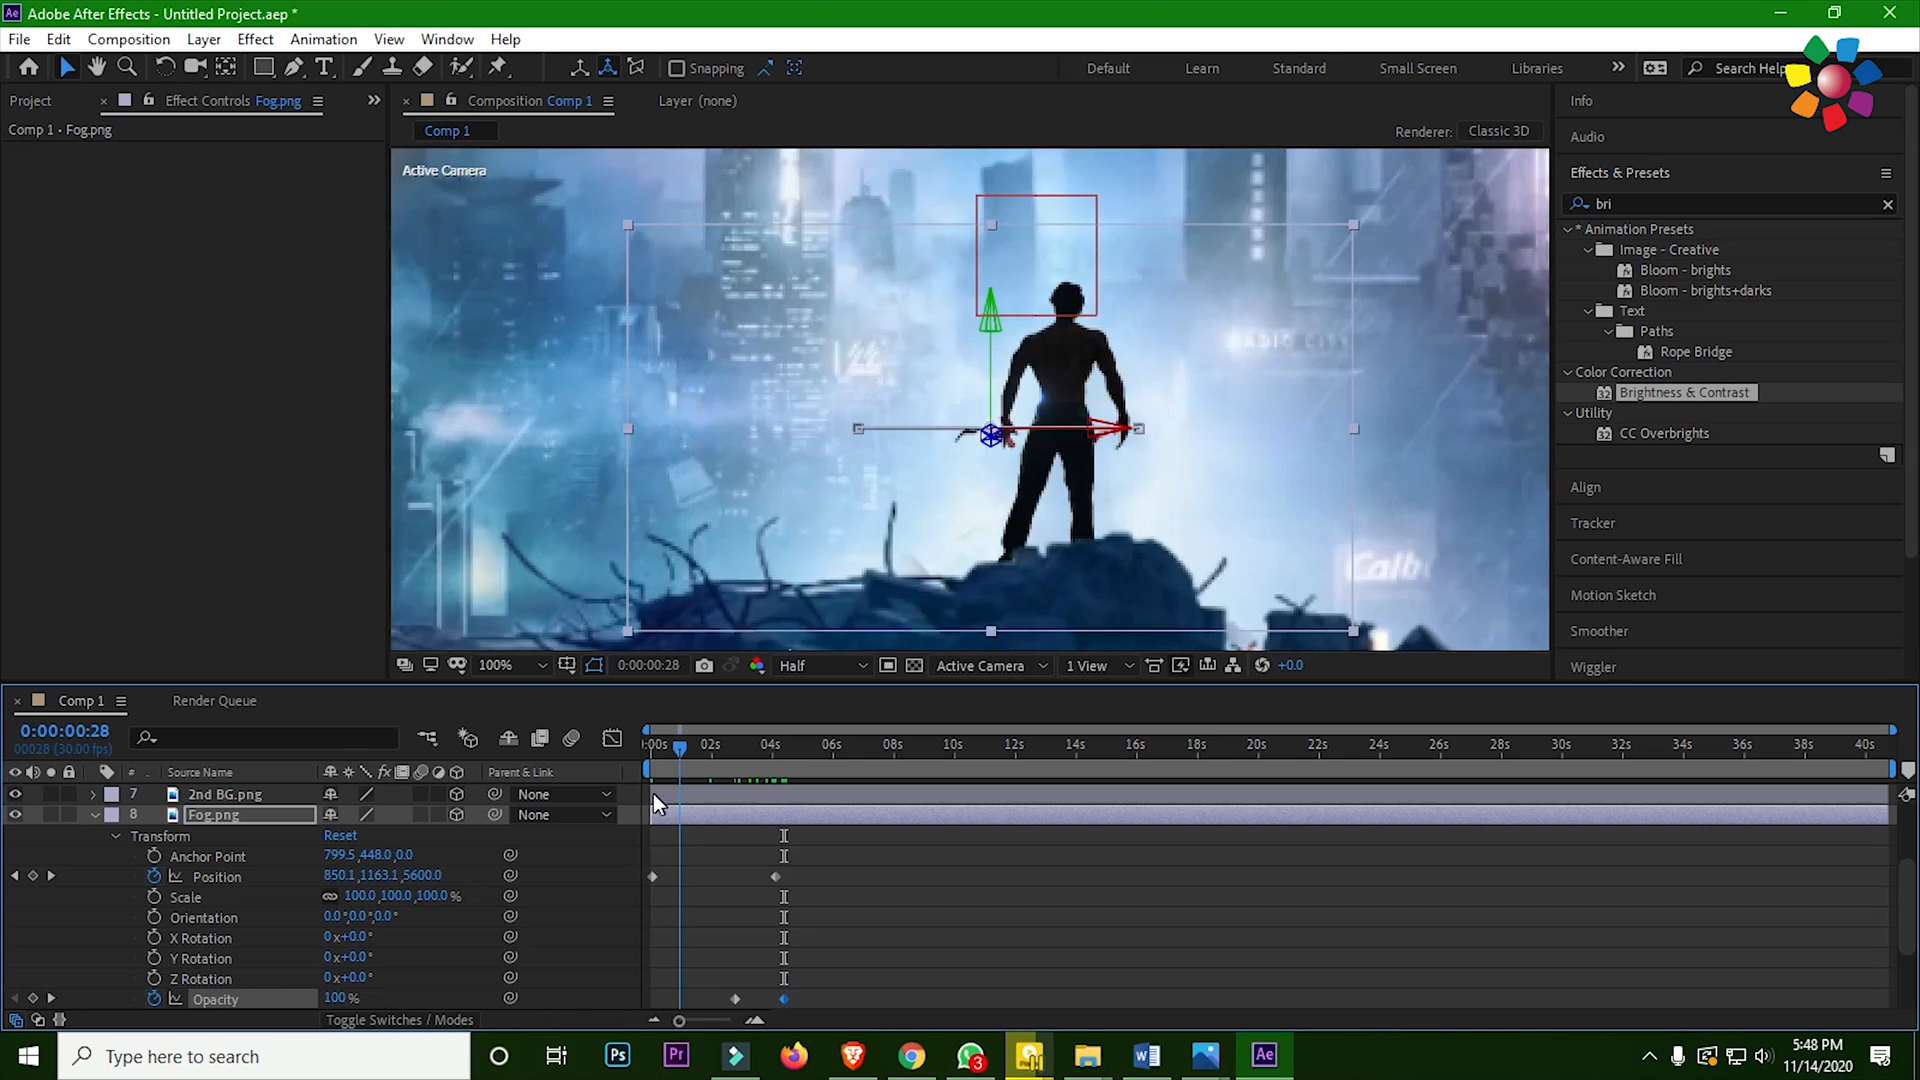 Adobe After Effects - Untitled Project.aep *
File Edit Composition Layer Effect Animation View Window Help
Snapping Default Learn Standard Small Screen Libraries Search Help
Project Effect Controls Fog.png Composition Comp 1 Layer (none)
Comp 1 • Fog.png
Comp 1
Renderer: Classic 3D
Active Camera
100% 0:00:00:28 Half Active Camera 1 View +0.0
Info
Audio
Effects & Presets
bri
* Animation Presets
Image - Creative
Bloom - brights
Bloom - brights+darks
Text
Paths
Rope Bridge
Color Correction
Brightness & Contrast
Utility
CC Overbrights
Align
Tracker
Content-Aware Fill
Motion Sketch
Smoother
Wiggler
Comp 1 Render Queue
0:00:00:28
00028 (30.00 fps)
:00s 02s 04s 06s 08s 10s 12s 14s 16s 18s 20s 22s 24s 26s 28s 30s 32s 34s 36s 38s 40s
# Source Name Parent & Link
7 2nd BG.png None
8 Fog.png None
Transform Reset
Anchor Point 799.5,448.0,0.0
Position 850.1,1163.1,5600.0
Scale 100.0,100.0,100.0 %
Orientation 0.0°,0.0°,0.0°
X Rotation 0x+0.0°
Y Rotation 0x+0.0°
Z Rotation 0x+0.0°
Opacity 100 %
Toggle Switches / Modes
Type here to search
Ps Pr 3 Ae
5:48 PM
11/14/2020